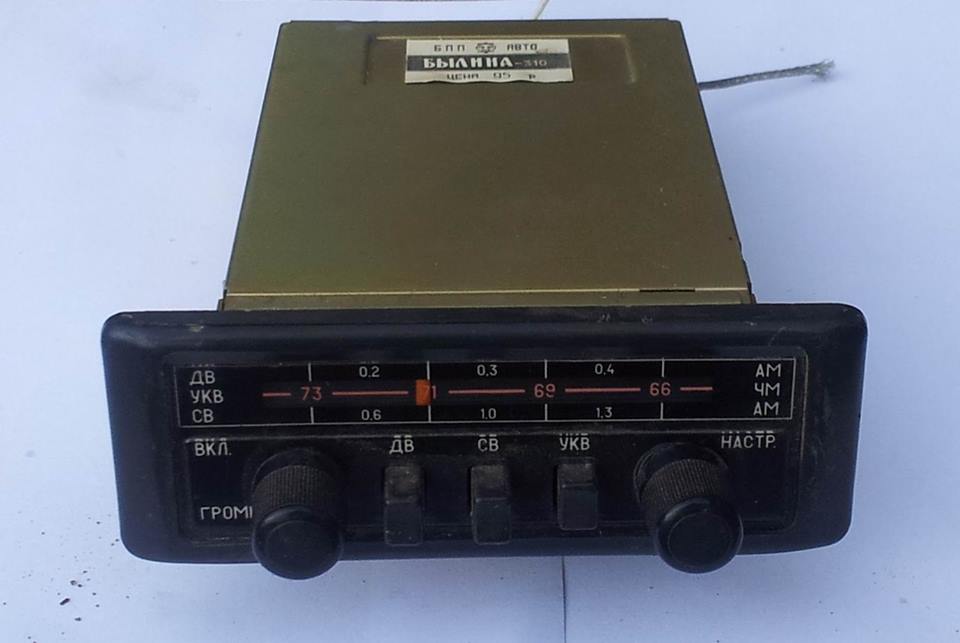 БПП АВТО
БЫЛИНА-310
ЦЕНА 95 р
ДВ 0.2 0.3 0.4 АМ
УКВ 73 71 69 66 ЧМ
СВ 0.6 1.0 1.3 АМ
ВКЛ. ДВ СВ УКВ НАСТР.
ГРОМ